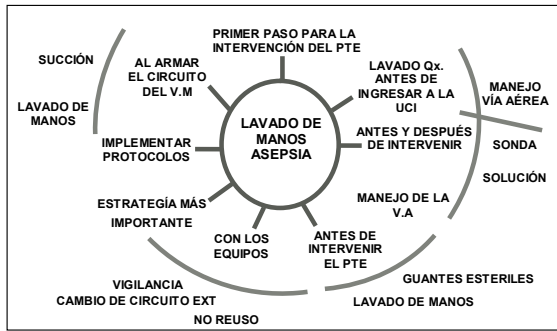 PRIMER PASO PARA LA
INTERVENCIÓN DEL PTE
SUCCIÓN
LAVADO DE
MANOS
AL ARMAR
EL CIRCUITO
DEL V.M
LAVADO Qx.
ANTES DE
INGRESAR A LA
UCI
MANEJO
VÍA AÉREA
LAVADO DE
MANOS
ASEPSIA
IMPLEMENTAR
PROTOCOLOS
ANTES Y DESPUÉS
DE INTERVENIR
SONDA
SOLUCIÓN
ESTRATEGÍA MÁS
IMPORTANTE
MANEJO DE LA
V.A
CON LOS
EQUIPOS
ANTES DE
INTERVENIR
EL PTE
VIGILANCIA
CAMBIO DE CIRCUITO EXT
NO REUSO
GUANTES ESTERILES
LAVADO DE MANOS